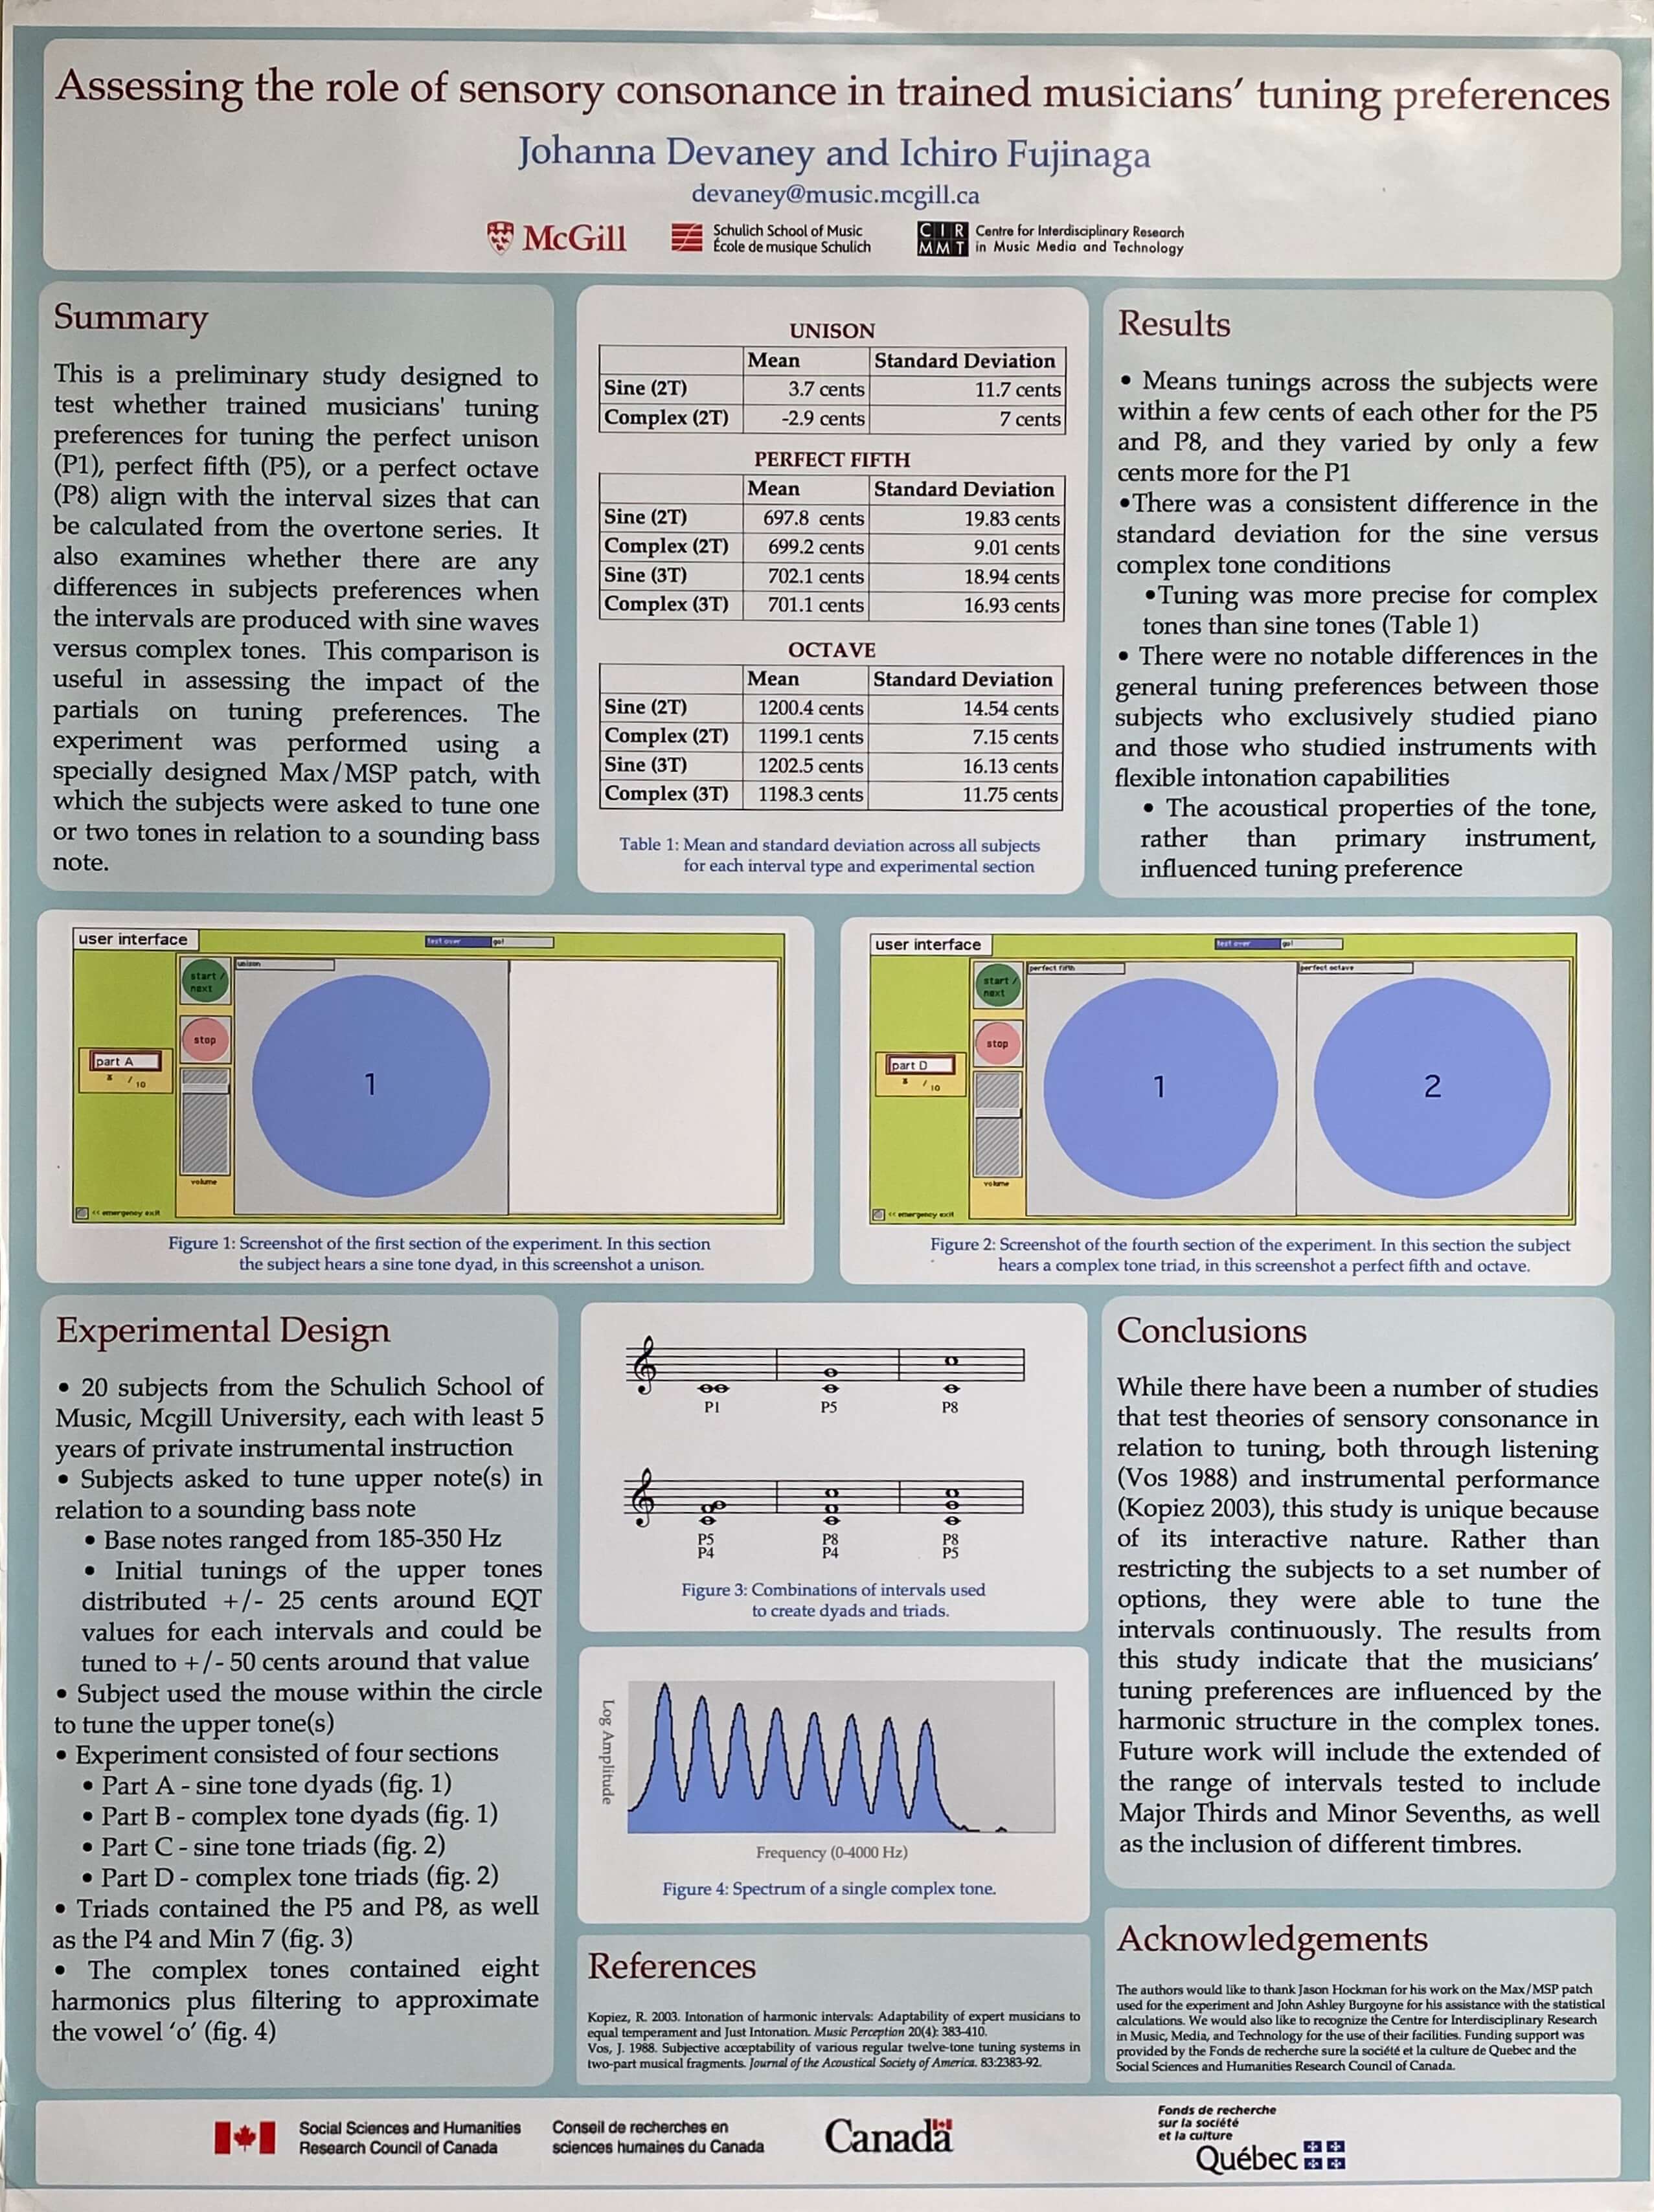 Assessing the role of sensory consonance in trained musicians' tuning preferences
Johanna Devaney and Ichiro Fujinaga
devaney@music.mcgill.ca
McGill
Schulich School of Music
École de musique Schulich
CIR
MMT
Centre for Interdisciplinary Research
in Music Media and Technology
Summary
This is a preliminary study designed to
test whether trained musicians' tuning
preferences for tuning the perfect unison
(P1), perfect fifth (P5), or a perfect octave
(P8) align with the interval sizes that can
be calculated from the overtone series. It
also examines whether there are any
differences in subjects preferences when
the intervals are produced with sine waves
versus complex tones. This comparison is
useful in assessing the impact of the
partials on tuning preferences. The
experiment was performed using a
specially designed Max/MSP patch, with
which the subjects were asked to tune one
or two tones in relation to a sounding bass
note.
UNISON
Mean Standard Deviation
Sine (2T) 3.7 cents 11.7 cents
Complex (2T) -2.9 cents 7 cents
PERFECT FIFTH
Mean Standard Deviation
Sine (2T) 697.8 cents 19.83 cents
Complex (2T) 699.2 cents 9.01 cents
Sine (3T) 702.1 cents 18.94 cents
Complex (3T) 701.1 cents 16.93 cents
OCTAVE
Mean Standard Deviation
Sine (2T) 1200.4 cents 14.54 cents
Complex (2T) 1199.1 cents 7.15 cents
Sine (3T) 1202.5 cents 16.13 cents
Complex (3T) 1198.3 cents 11.75 cents
Table 1: Mean and standard deviation across all subjects
for each interval type and experimental section
Results
• Means tunings across the subjects were
within a few cents of each other for the P5
and P8, and they varied by only a few
cents more for the P1
•There was a consistent difference in the
standard deviation for the sine versus
complex tone conditions
•Tuning was more precise for complex
tones than sine tones (Table 1)
• There were no notable differences in the
general tuning preferences between those
subjects who exclusively studied piano
and those who studied instruments with
flexible intonation capabilities
• The acoustical properties of the tone,
rather than primary instrument,
influenced tuning preference
user interface
test over
go!
start /
next
unison
stop
part A
/ 10
1
volume
<< emergency exit
Figure 1: Screenshot of the first section of the experiment. In this section
the subject hears a sine tone dyad, in this screenshot a unison.
user interface
test over
go!
start /
next
perfect fifth
perfect octave
stop
part D
/ 10
1
2
volume
<< emergency exit
Figure 2: Screenshot of the fourth section of the experiment. In this section the subject
hears a complex tone triad, in this screenshot a perfect fifth and octave.
Experimental Design
• 20 subjects from the Schulich School of
Music, Mcgill University, each with least 5
years of private instrumental instruction
• Subjects asked to tune upper note(s) in
relation to a sounding bass note
• Base notes ranged from 185-350 Hz
• Initial tunings of the upper tones
distributed +/- 25 cents around EQT
values for each intervals and could be
tuned to +/- 50 cents around that value
• Subject used the mouse within the circle
to tune the upper tone(s)
• Experiment consisted of four sections
• Part A - sine tone dyads (fig. 1)
• Part B - complex tone dyads (fig. 1)
• Part C - sine tone triads (fig. 2)
• Part D - complex tone triads (fig. 2)
• Triads contained the P5 and P8, as well
as the P4 and Min 7 (fig. 3)
• The complex tones contained eight
harmonics plus filtering to approximate
the vowel 'o' (fig. 4)
P1 P5 P8
P5 P8 P8
P4 P4 P5
Figure 3: Combinations of intervals used
to create dyads and triads.
Log Amplitude
Frequency (0-4000 Hz)
Figure 4: Spectrum of a single complex tone.
References
Kopiez, R. 2003. Intonation of harmonic intervals: Adaptability of expert musicians to
equal temperament and Just Intonation. Music Perception 20(4): 383-410.
Vos, J. 1988. Subjective acceptability of various regular twelve-tone tuning systems in
two-part musical fragments. Journal of the Acoustical Society of America. 83:2383-92.
Conclusions
While there have been a number of studies
that test theories of sensory consonance in
relation to tuning, both through listening
(Vos 1988) and instrumental performance
(Kopiez 2003), this study is unique because
of its interactive nature. Rather than
restricting the subjects to a set number of
options, they were able to tune the
intervals continuously. The results from
this study indicate that the musicians'
tuning preferences are influenced by the
harmonic structure in the complex tones.
Future work will include the extended of
the range of intervals tested to include
Major Thirds and Minor Sevenths, as well
as the inclusion of different timbres.
Acknowledgements
The authors would like to thank Jason Hockman for his work on the Max/MSP patch
used for the experiment and John Ashley Burgoyne for his assistance with the statistical
calculations. We would also like to recognize the Centre for Interdisciplinary Research
in Music, Media, and Technology for the use of their facilities. Funding support was
provided by the Fonds de recherche sure la société et la culture de Quebec and the
Social Sciences and Humanities Research Council of Canada.
Social Sciences and Humanities
Research Council of Canada
Conseil de recherches en
sciences humaines du Canada
Canada
Fonds de recherche
sur la société
et la culture
Québec